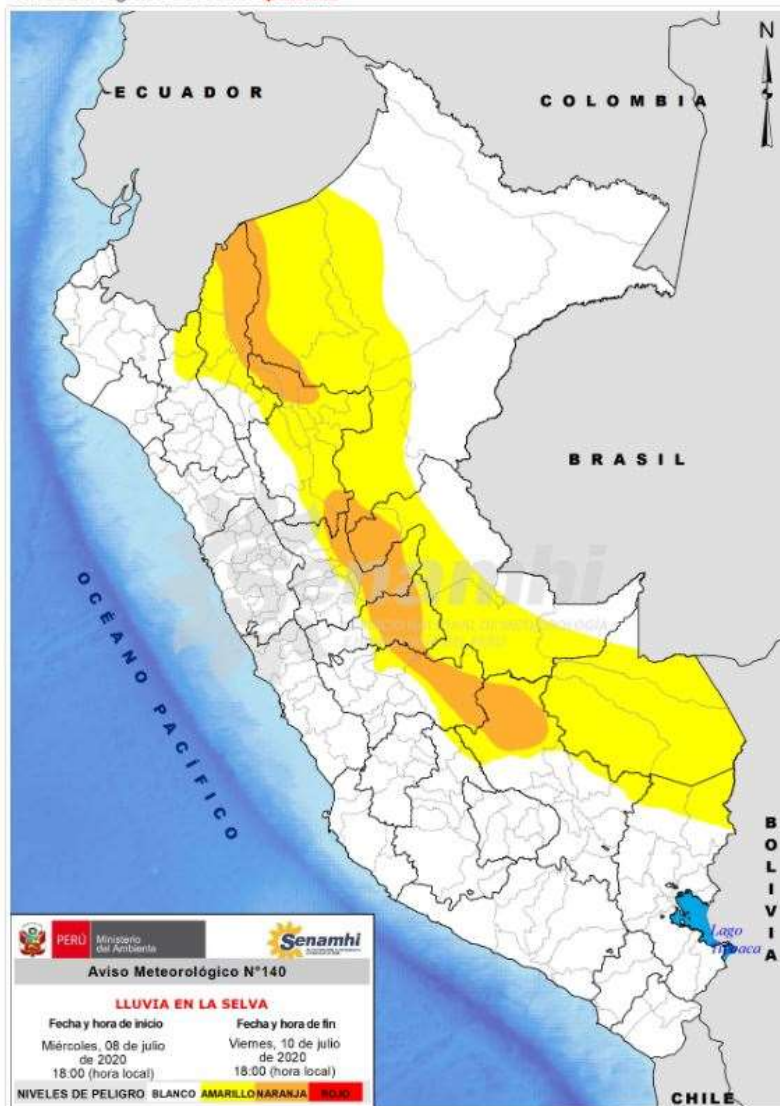 N
ECUADOR
COLOMBIA
BRASIL
OCÉANO PACÍFICO
Senamhi
BOLIVIA
Lago
CHILE
PERÚ
Ministerio
del Ambiente
Senamhi
Aviso Meteorológico N°140
LLUVIA EN LA SELVA
Fecha y hora de inicio
Miércoles, 08 de julio
de 2020
18:00 (hora local)
Fecha y hora de fin
Viernes, 10 de julio
de 2020
18:00 (hora local)
NIVELES DE PELIGRO BLANCO AMARILLO NARANJA ROJO